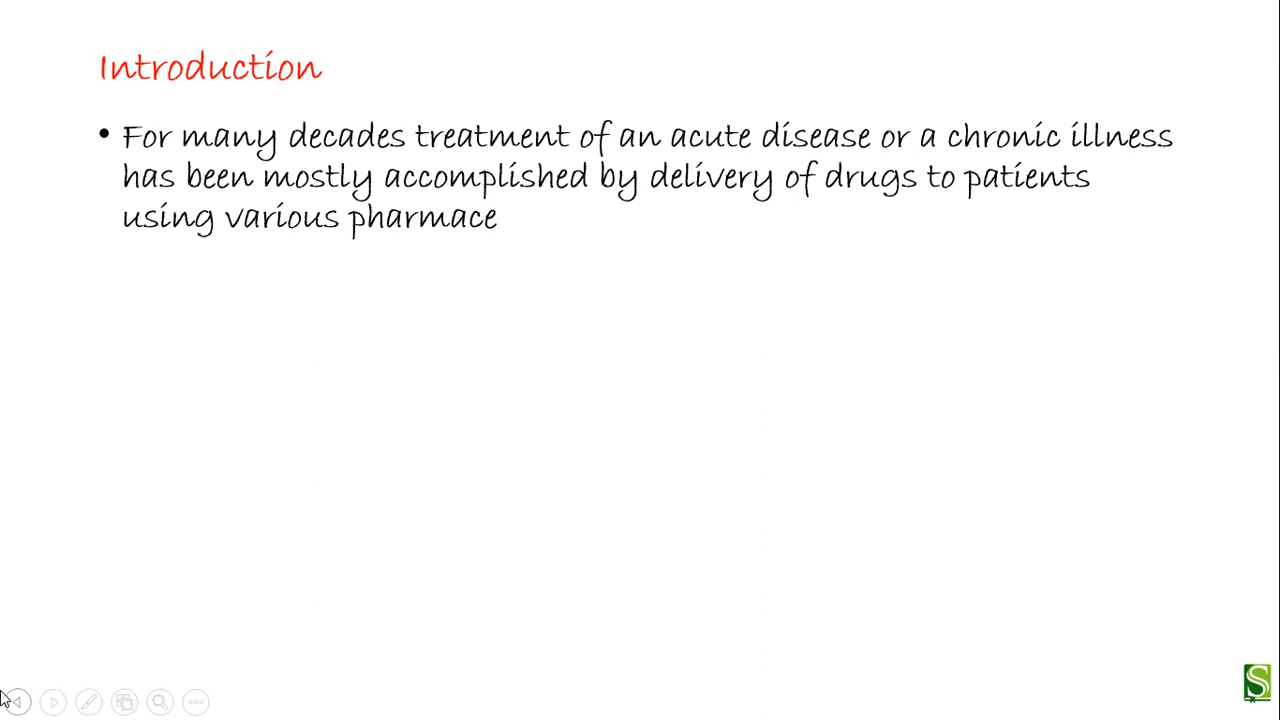 Introduction
• For many decades treatment of an acute disease or a chronic illness
has been mostly accomplished by delivery of drugs to patients
using various pharmace
S